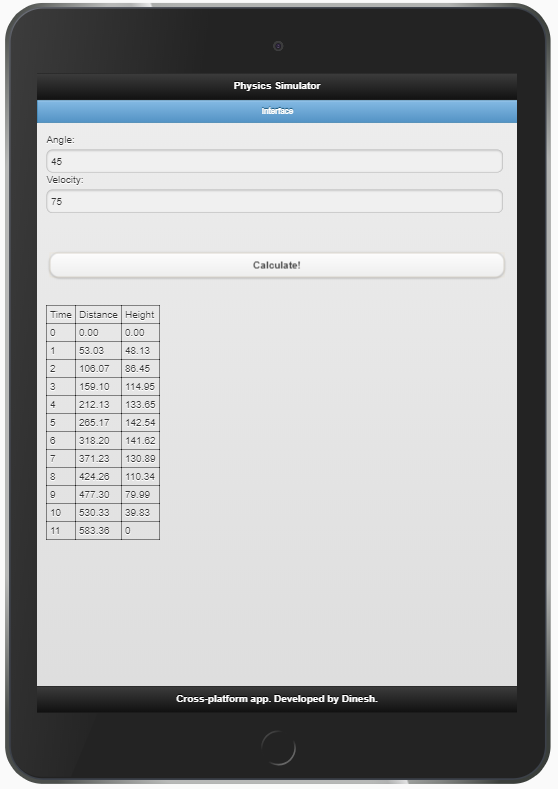 Physics Simulator
Interface
Angle:
45
Velocity:
75
Calculate!
Time Distance Height
0 0.00 0.00
1 53.03 48.13
2 106.07 86.45
3 159.10 114.95
4 212.13 133.65
5 265.17 142.54
6 318.20 141.62
7 371.23 130.89
8 424.26 110.34
9 477.30 79.99
10 530.33 39.83
11 583.36 0
Cross-platform app. Developed by Dinesh.